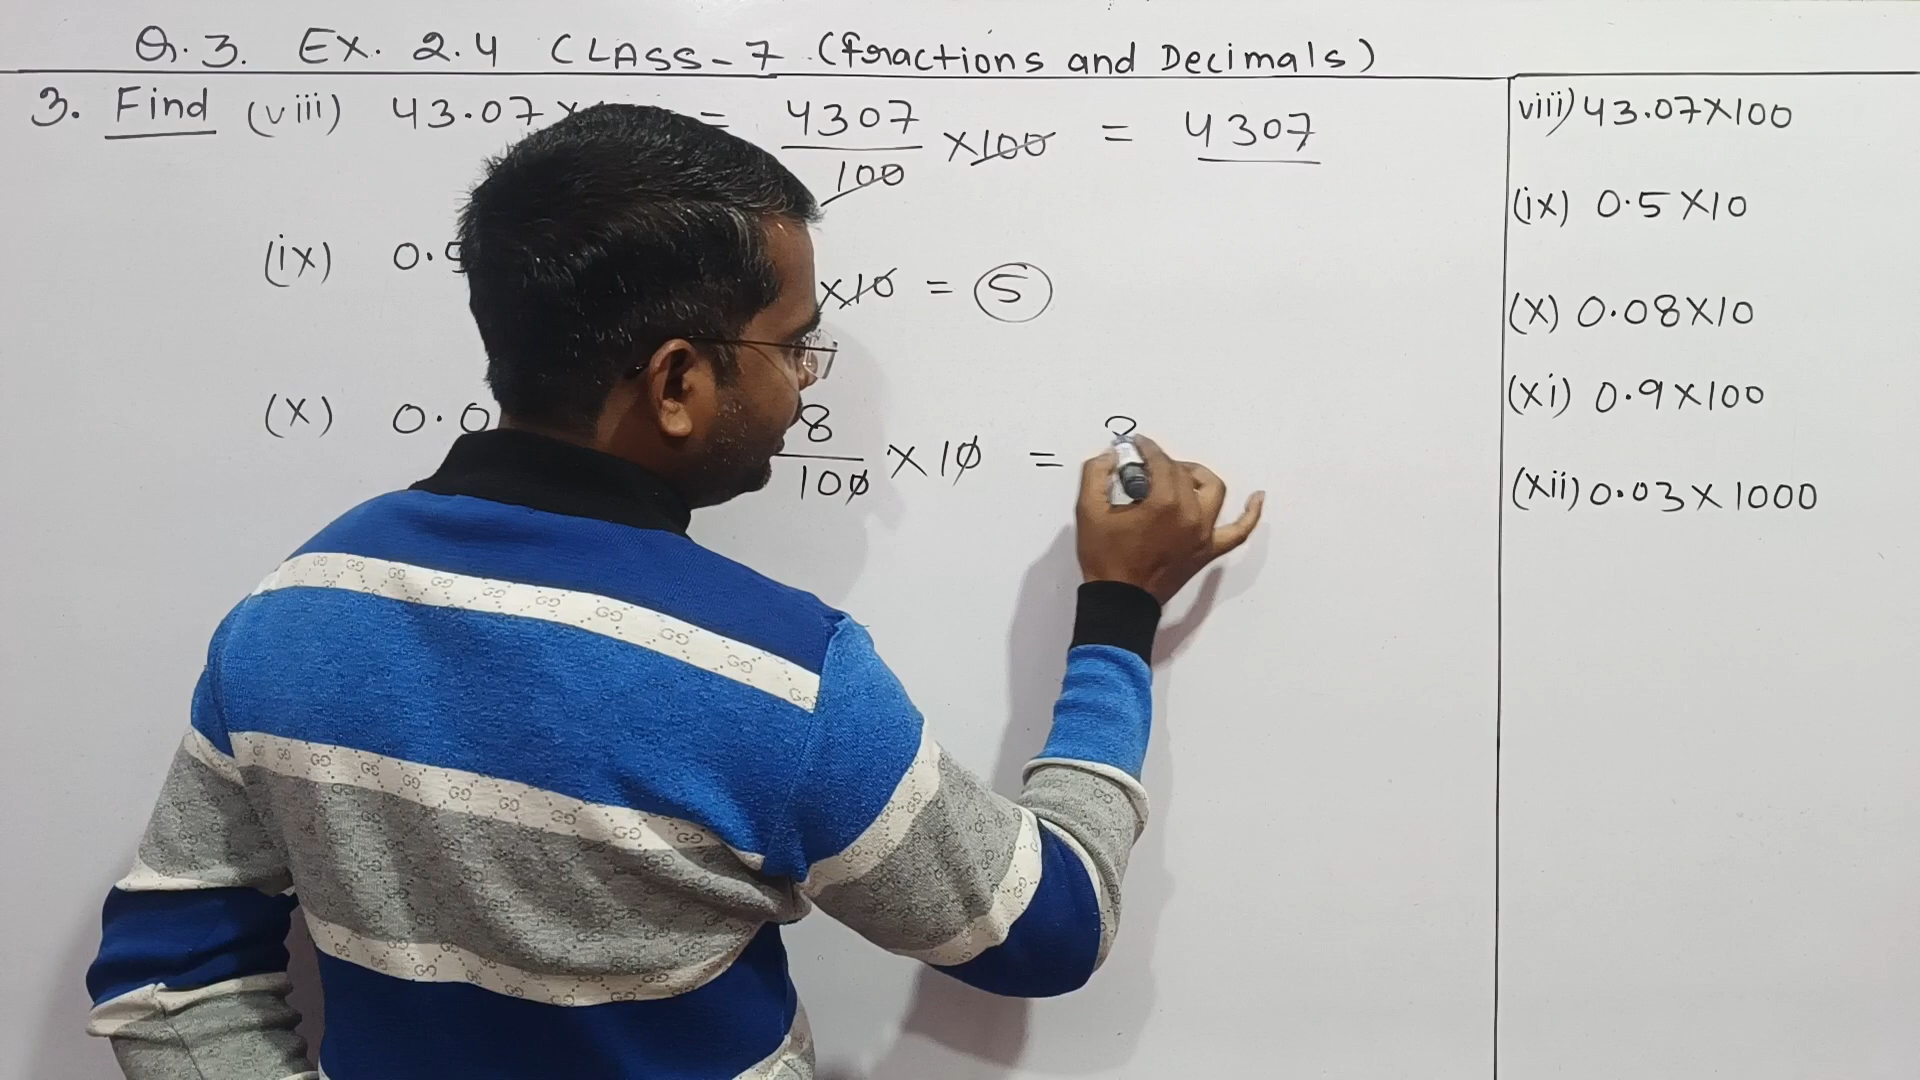 Q.3. EX. 2.4 CLASS-7 (Fractions and Decimals)
3. Find (viii) 43.07 × = 4307/100 ×100 = 4307
(ix) 0.5 ×10 = 5
(x) 0.0 8/100 × 10 =
viii) 43.07×100
(ix) 0.5×10
(x) 0.08×10
(xi) 0.9×100
(xii) 0.03×1000